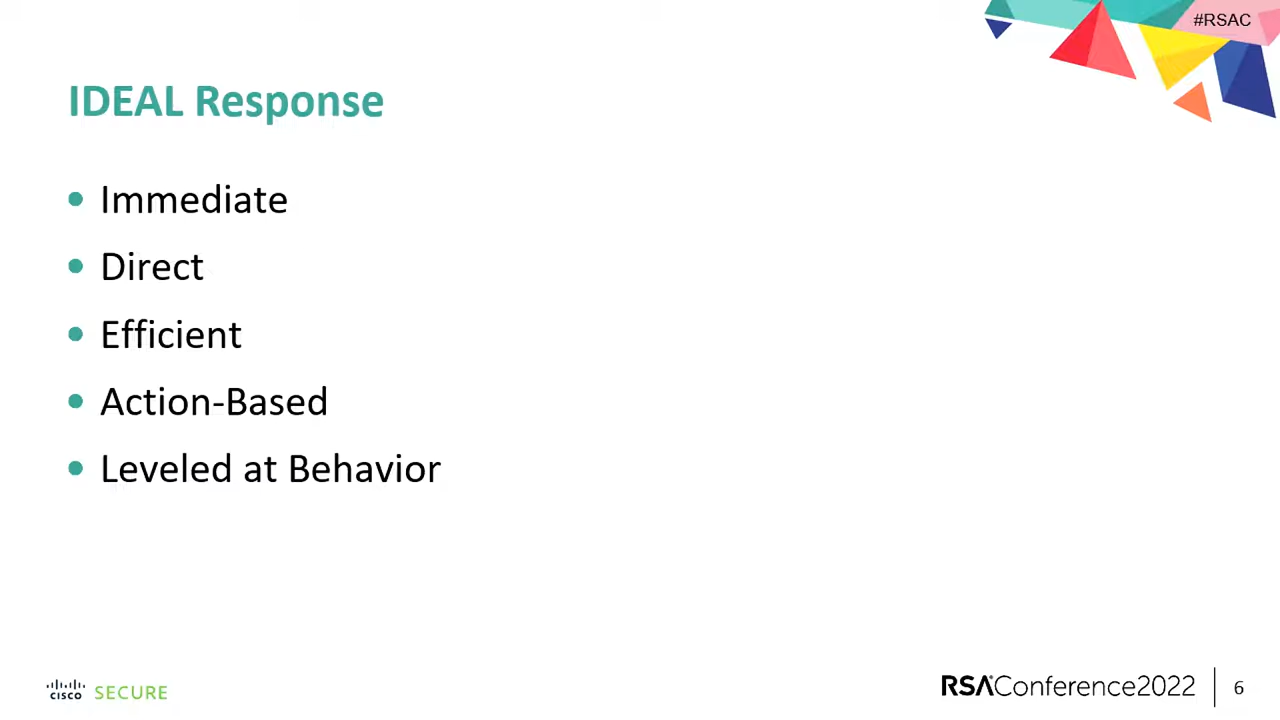 #RSAC
IDEAL Response
• Immediate
• Direct
• Efficient
• Action-Based
• Leveled at Behavior
CISCO SECURE
RSAConference2022
6